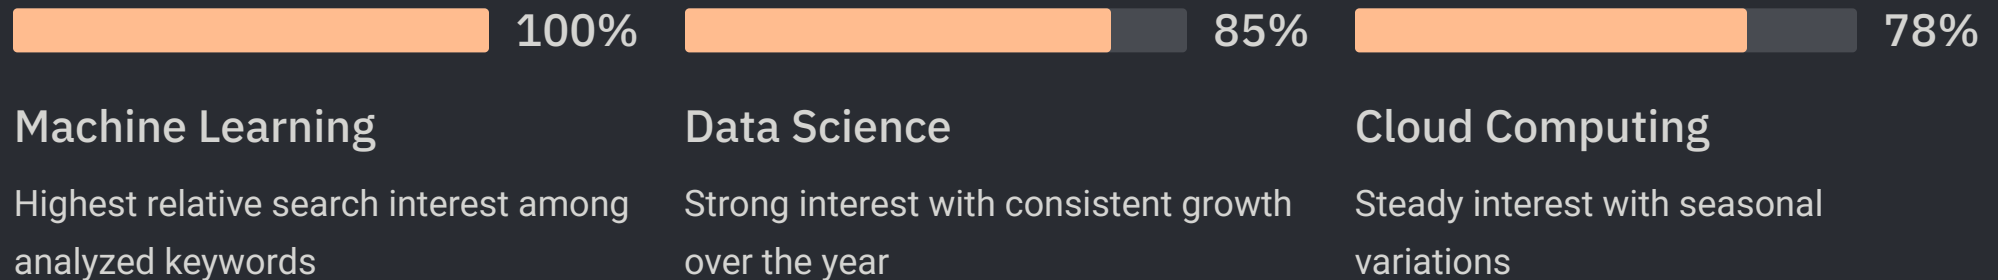 100%
Machine Learning
Highest relative search interest among
analyzed keywords
85%
Data Science
Strong interest with consistent growth
over the year
78%
Cloud Computing
Steady interest with seasonal
variations